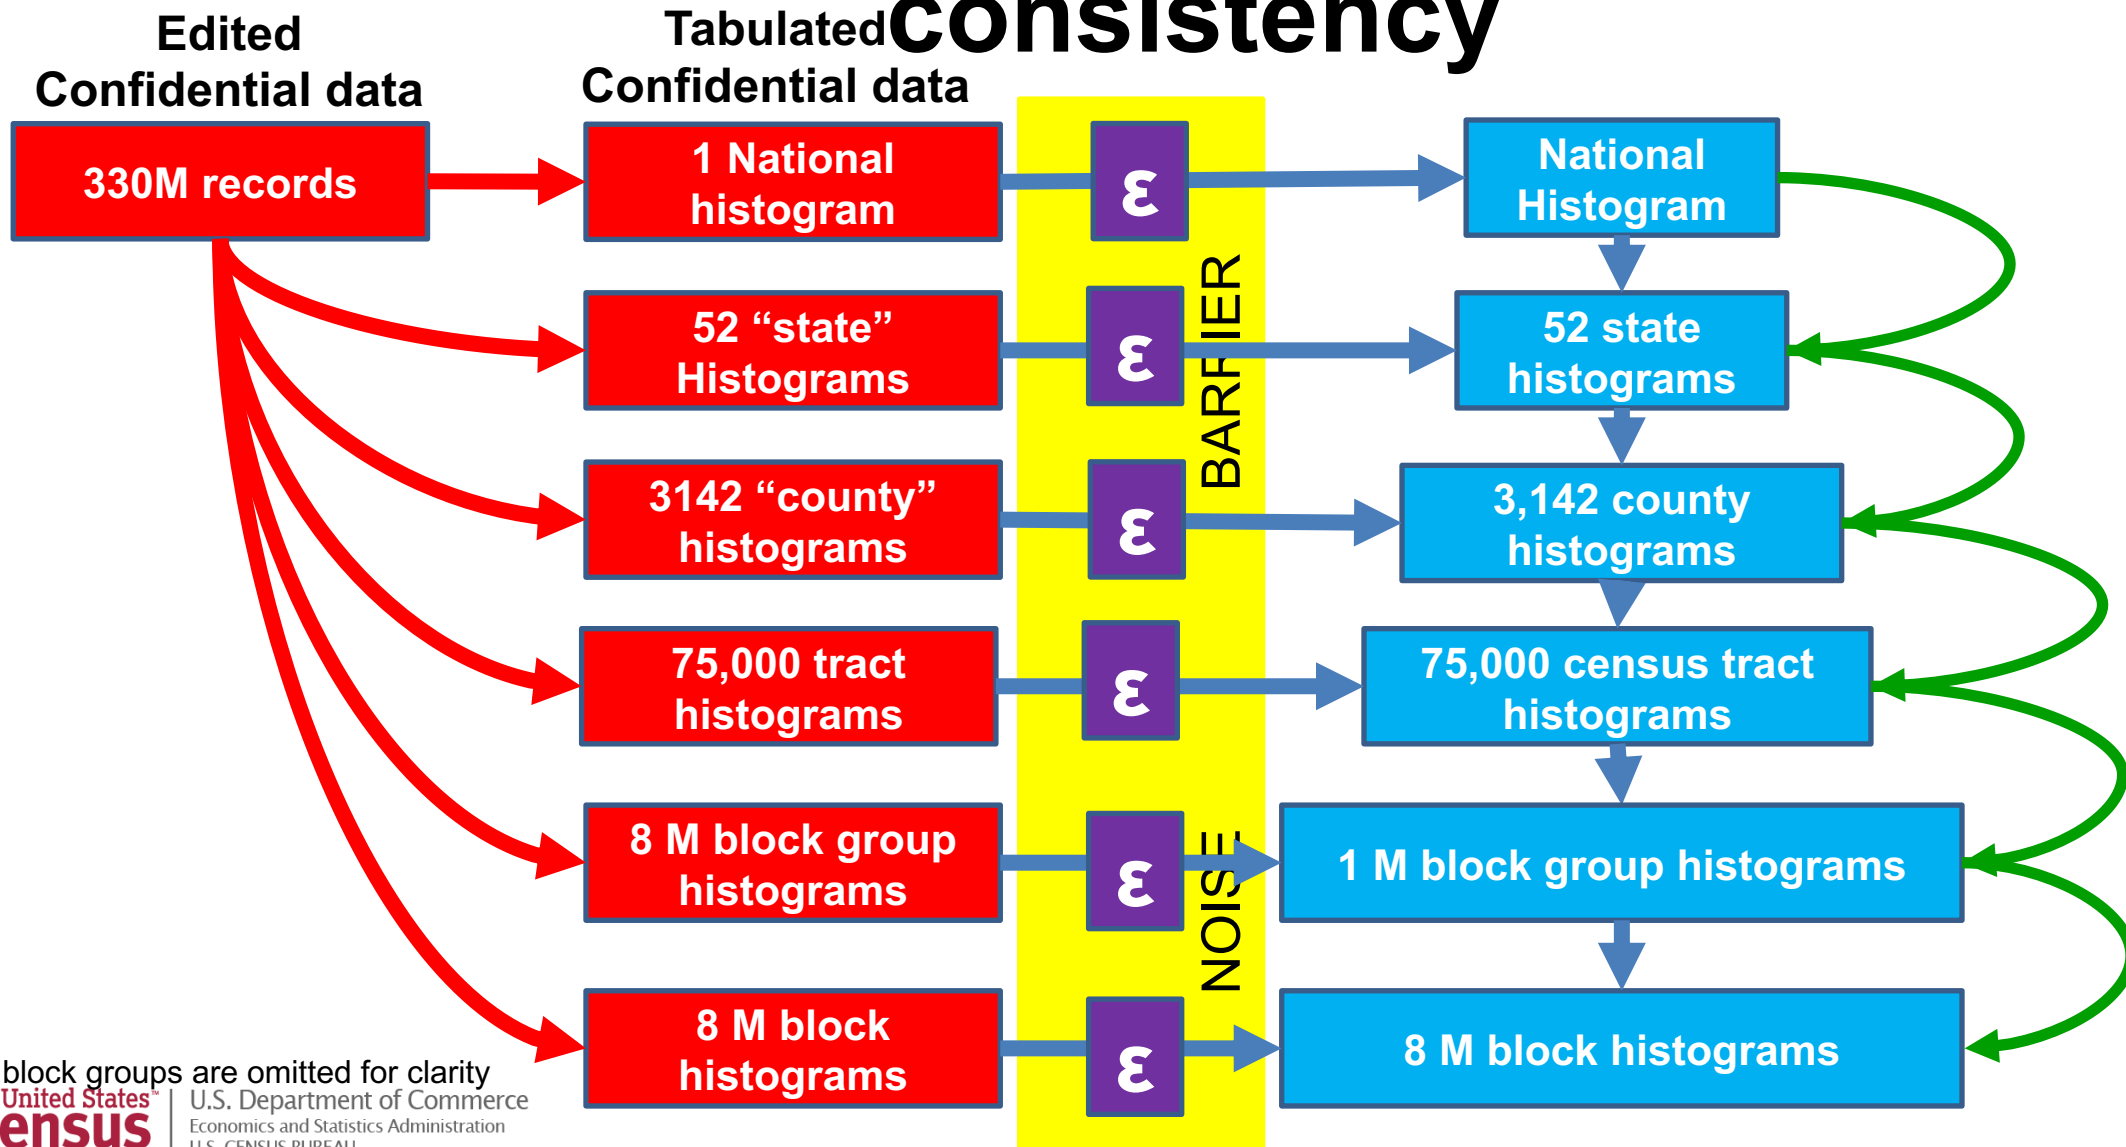 consistency
Edited
Confidential data
Tabulated
Confidential data
330M records
1 National
histogram
ε
National
Histogram
52 “state”
Histograms
ε
52 state
histograms
3142 “county”
histograms
ε
3,142 county
histograms
75,000 tract
histograms
ε
75,000 census tract
histograms
8 M block group
histograms
ε
1 M block group histograms
8 M block
histograms
ε
8 M block histograms
NOISE BARRIER
block groups are omitted for clarity
United States™
ensus
U.S. Department of Commerce
Economics and Statistics Administration
U.S. CENSUS BUREAU